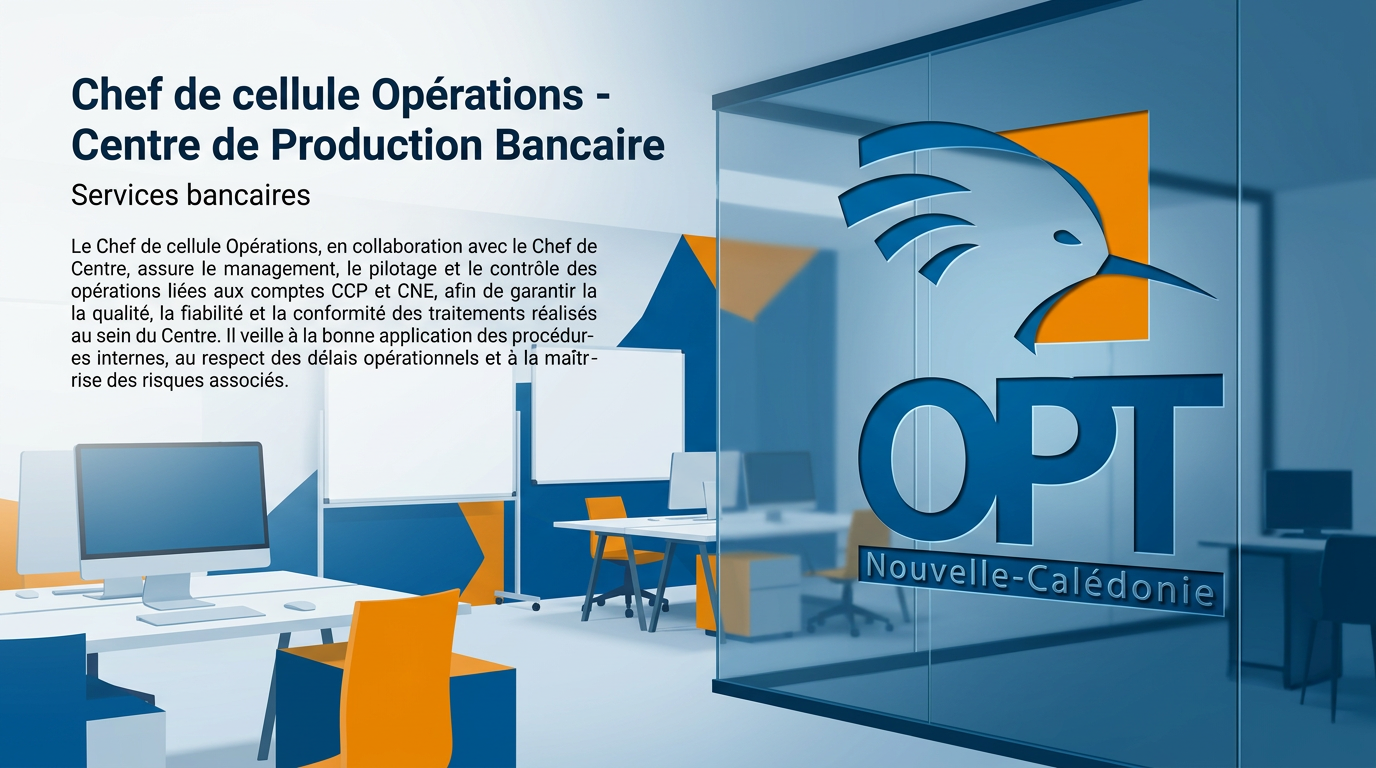 Chef de cellule Opérations -
Centre de Production Bancaire
Services bancaires
Le Chef de cellule Opérations, en collaboration avec le Chef de
Centre, assure le management, le pilotage et le contrôle des
opérations liées aux comptes CCP et CNE, afin de garantir la
la qualité, la fiabilité et la conformité des traitements réalisés
au sein du Centre. Il veille à la bonne application des procédur-
es internes, au respect des délais opérationnels et à la maîtr-
rise des risques associés.
OPT
Nouvelle-Calédonie